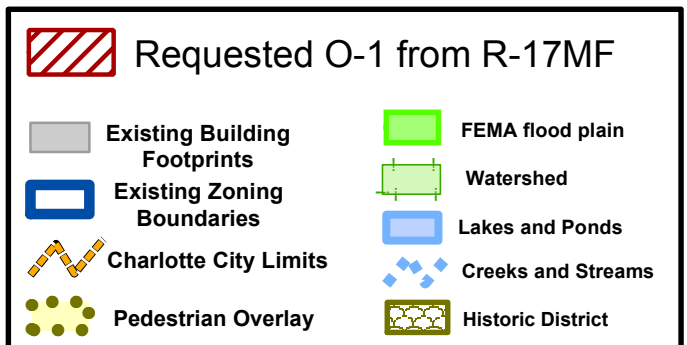 Requested O-1 from R-17MF
Existing Building
Footprints
Existing Zoning
Boundaries
Charlotte City Limits
Pedestrian Overlay
FEMA flood plain
Watershed
Lakes and Ponds
Creeks and Streams
Historic District